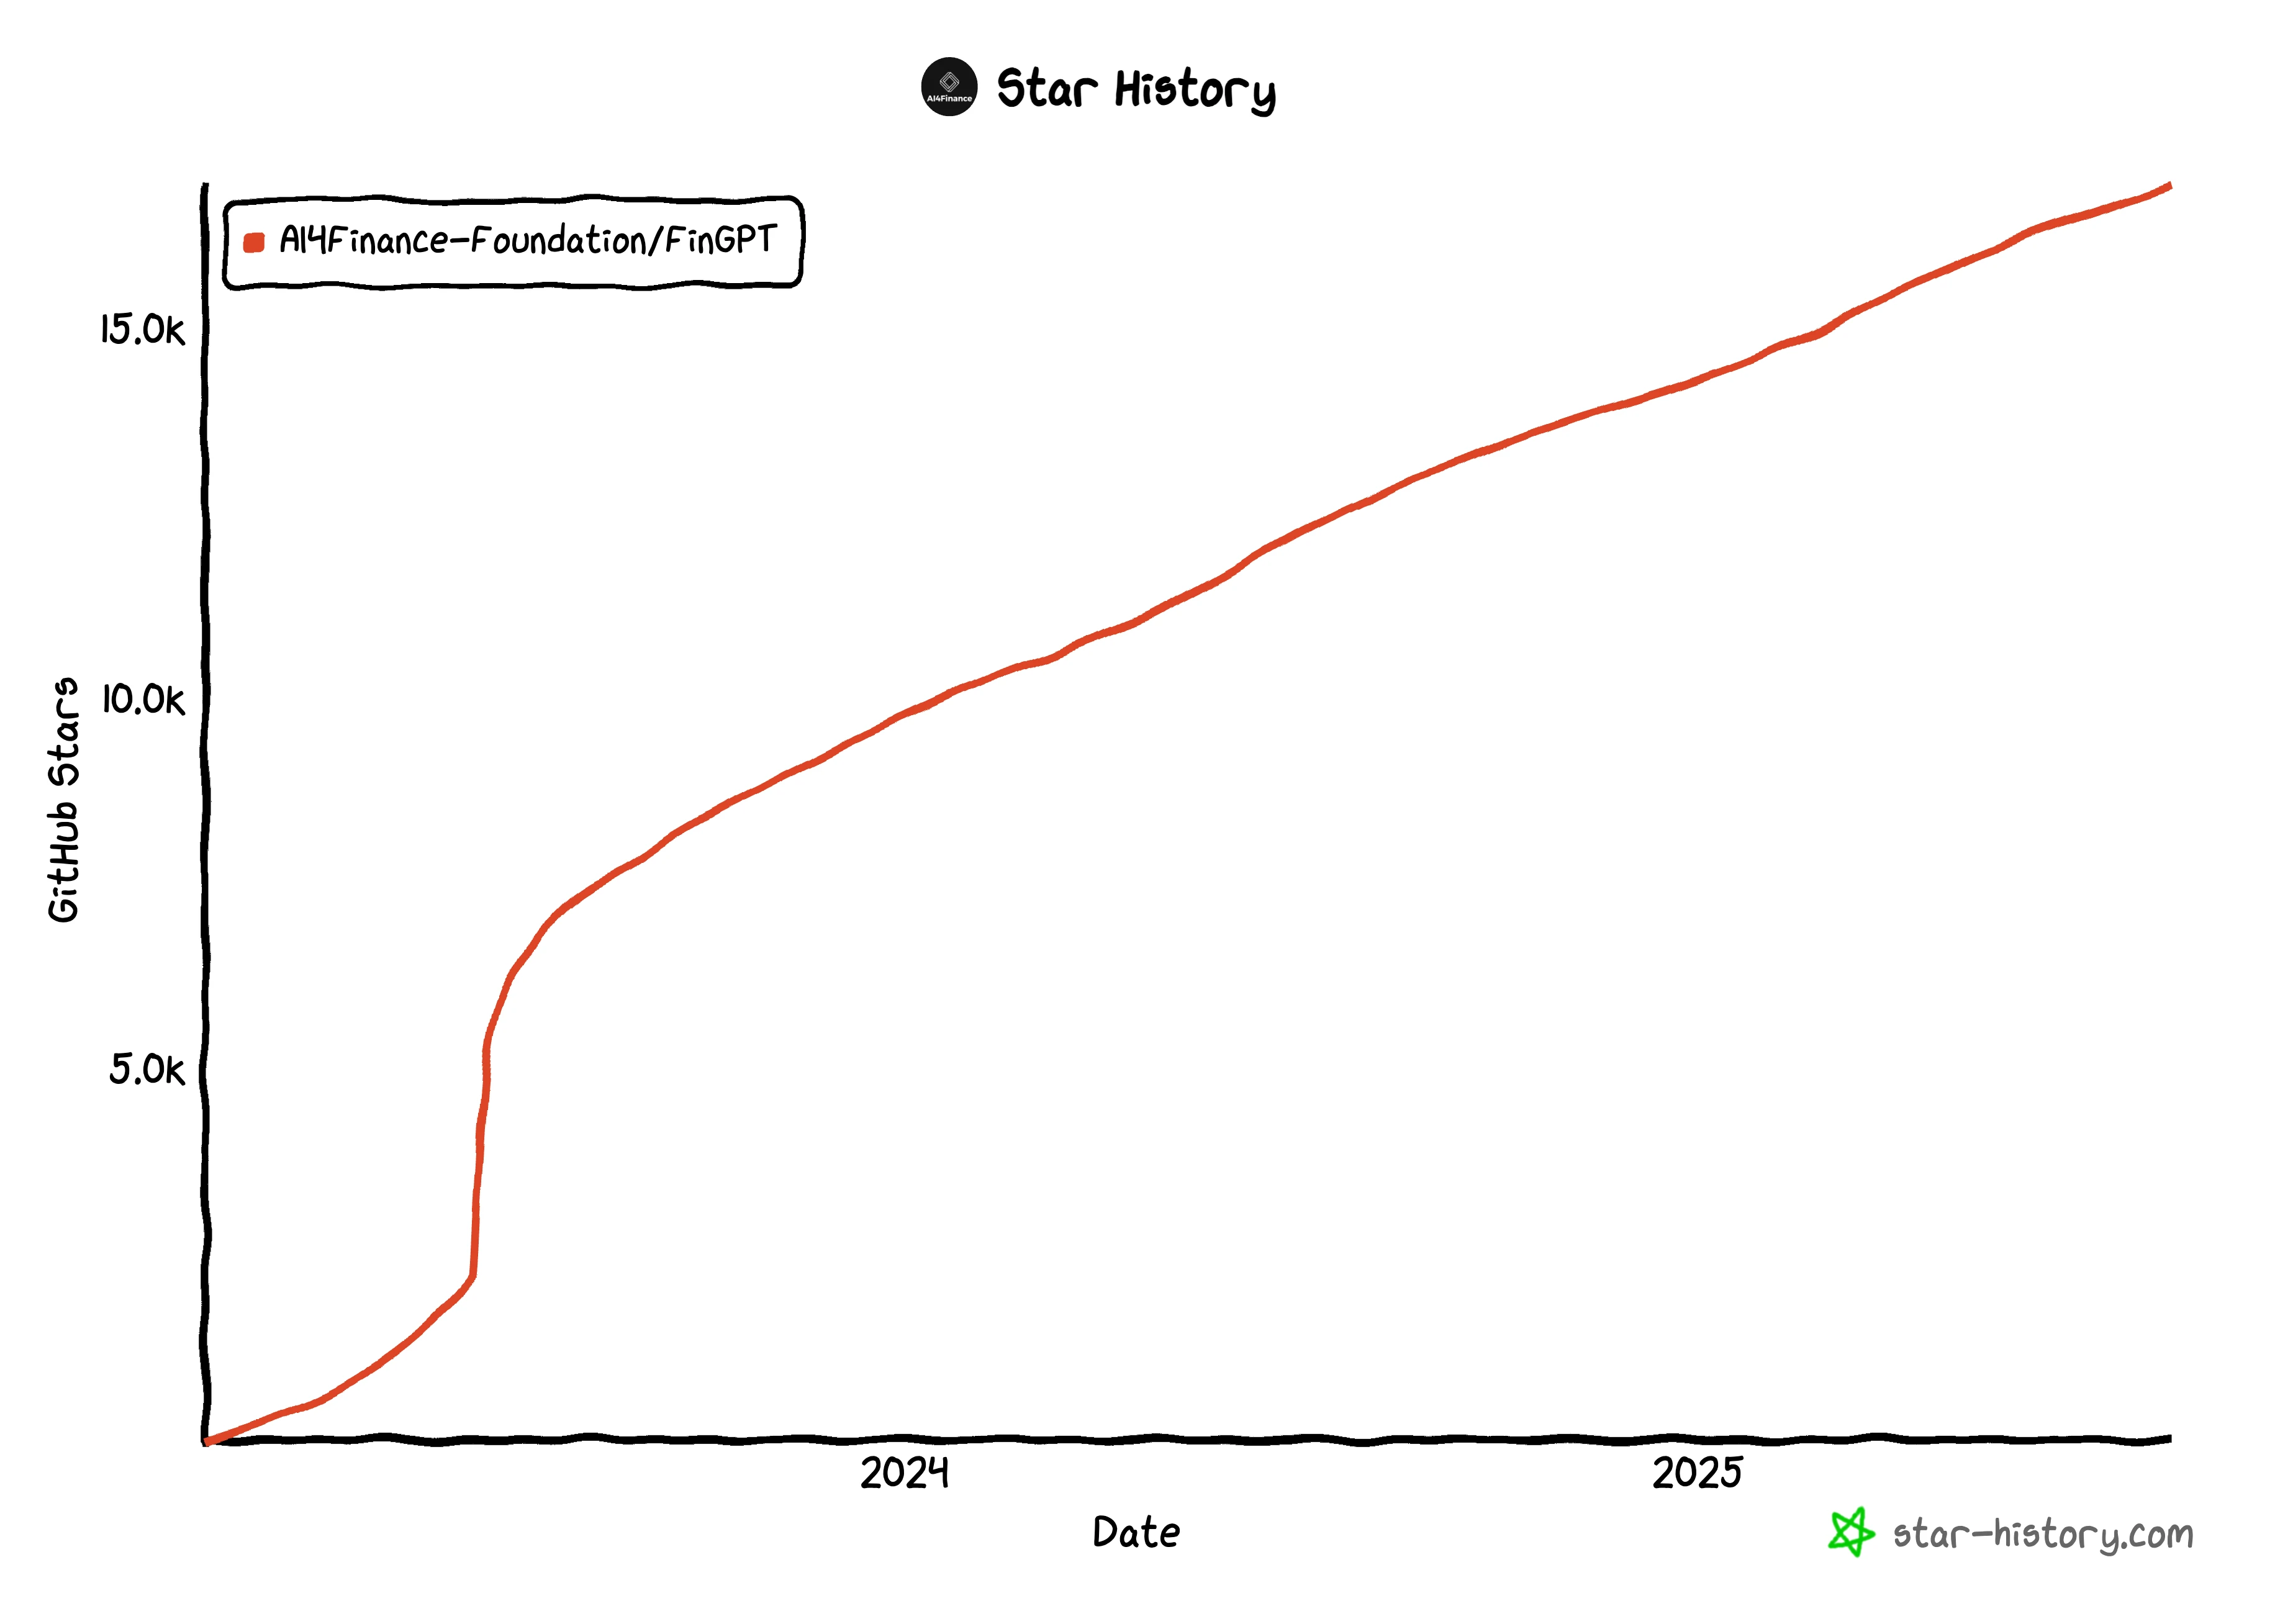 AI4Finance
Star History
AI4Finance-Foundation/FinGPT
15.0k
10.0k
5.0k
GitHub Stars
2024
2025
Date
star-history.com